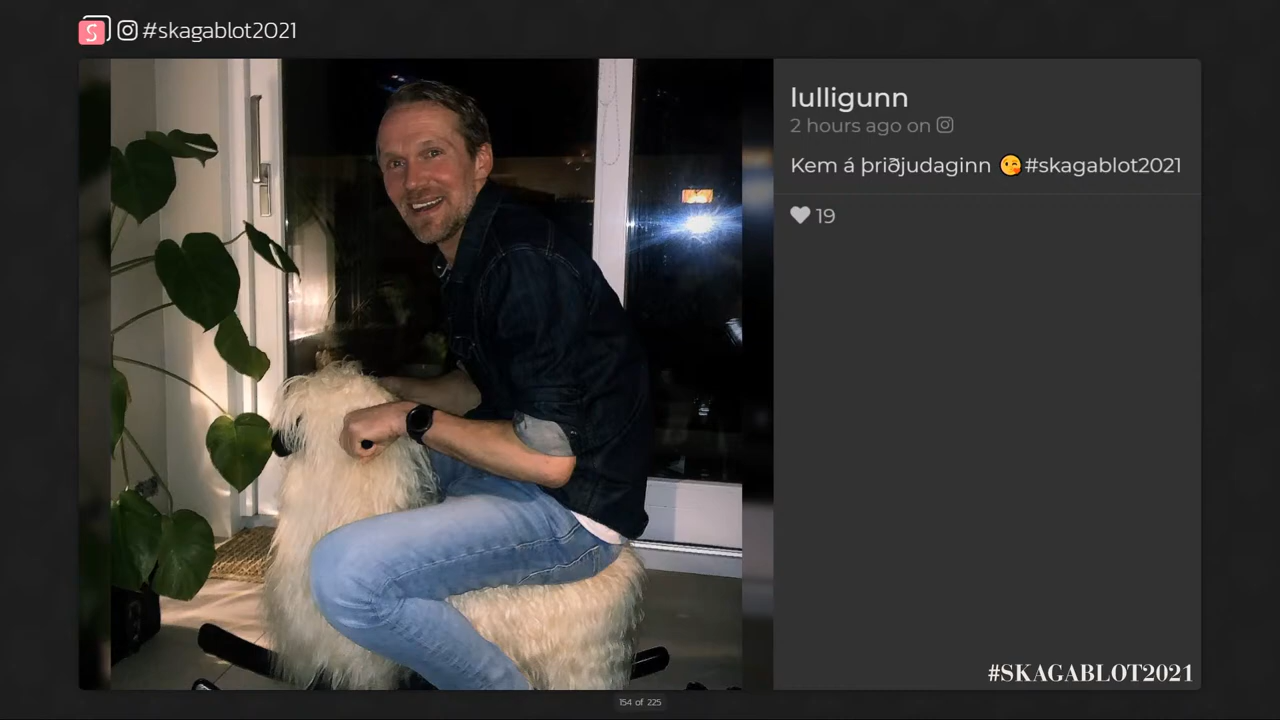 #skagablot2021
lulligunn
2 hours ago on
Kem á þriðjudaginn 😘#skagablot2021
19
#SKAGABLOT2021
154 of 225